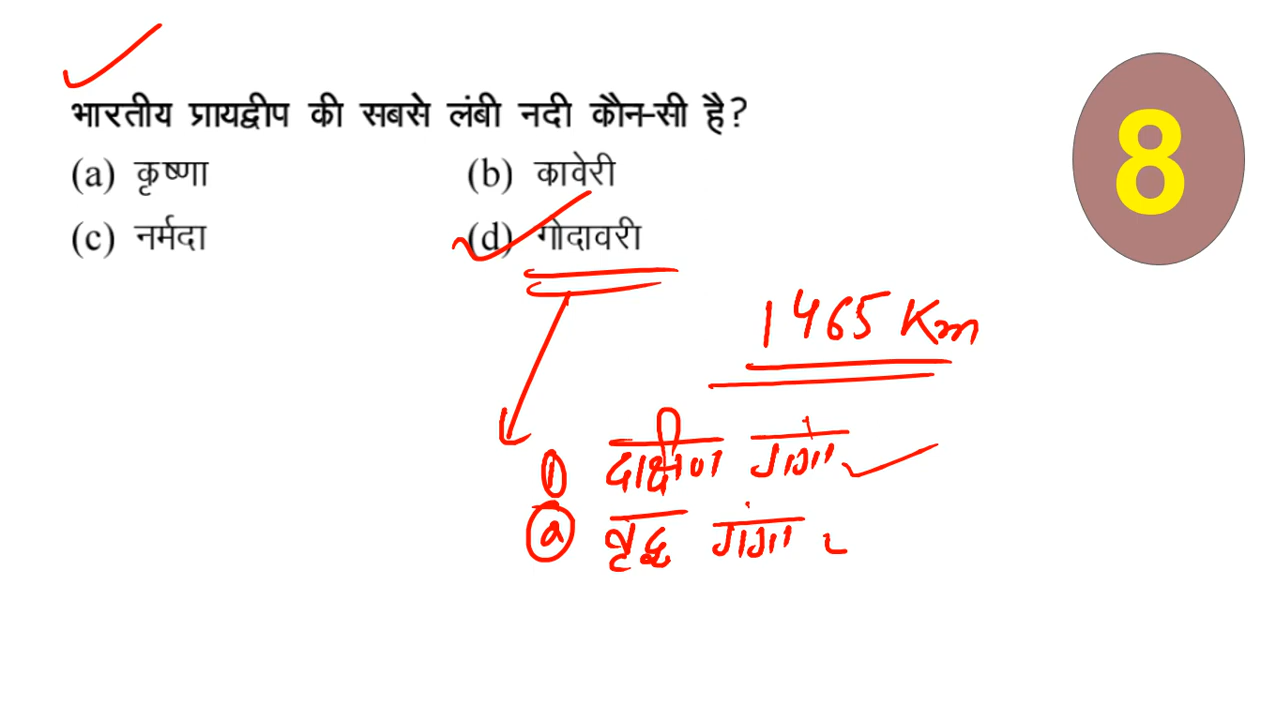 भारतीय प्रायद्वीप की सबसे लंबी नदी कौन-सी है?
8
(a) कृष्णा (b) कावेरी
(c) नर्मदा (d) गोदावरी
1465 Km
① दक्षिण गंगा
② वृद्ध गंगा